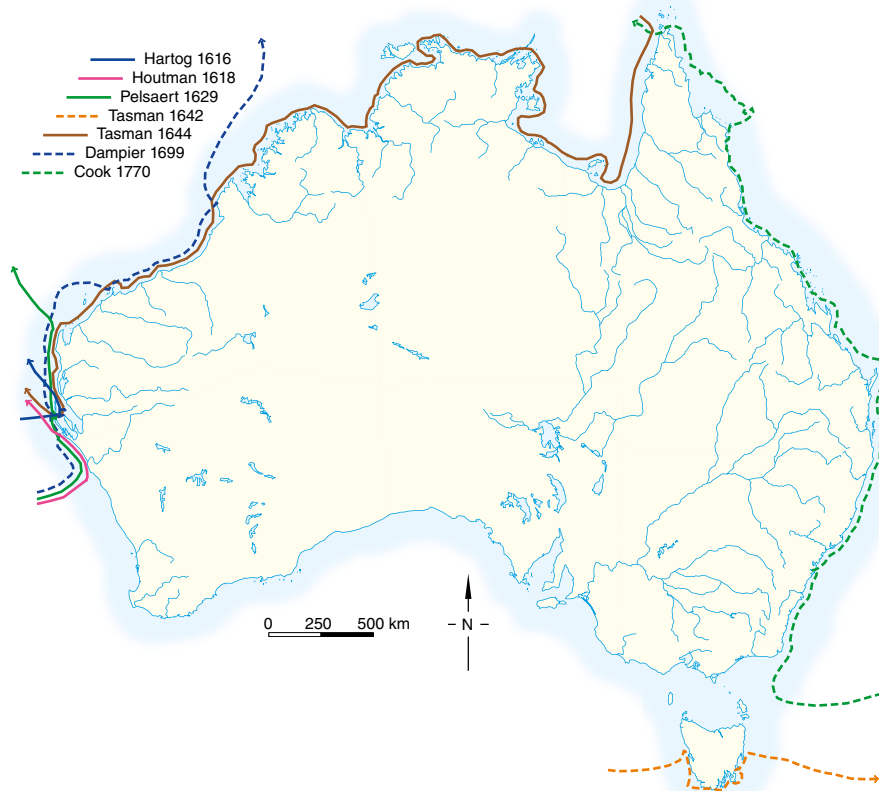 Hartog 1616
Houtman 1618
Pelsaert 1629
Tasman 1642
Tasman 1644
Dampier 1699
Cook 1770
0 250 500 km
– N –